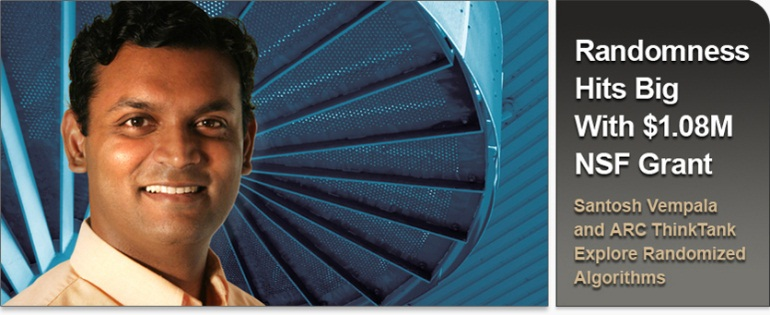 Randomness
Hits Big
With $1.08M
NSF Grant
Santosh Vempala
and ARC ThinkTank
Explore Randomized
Algorithms